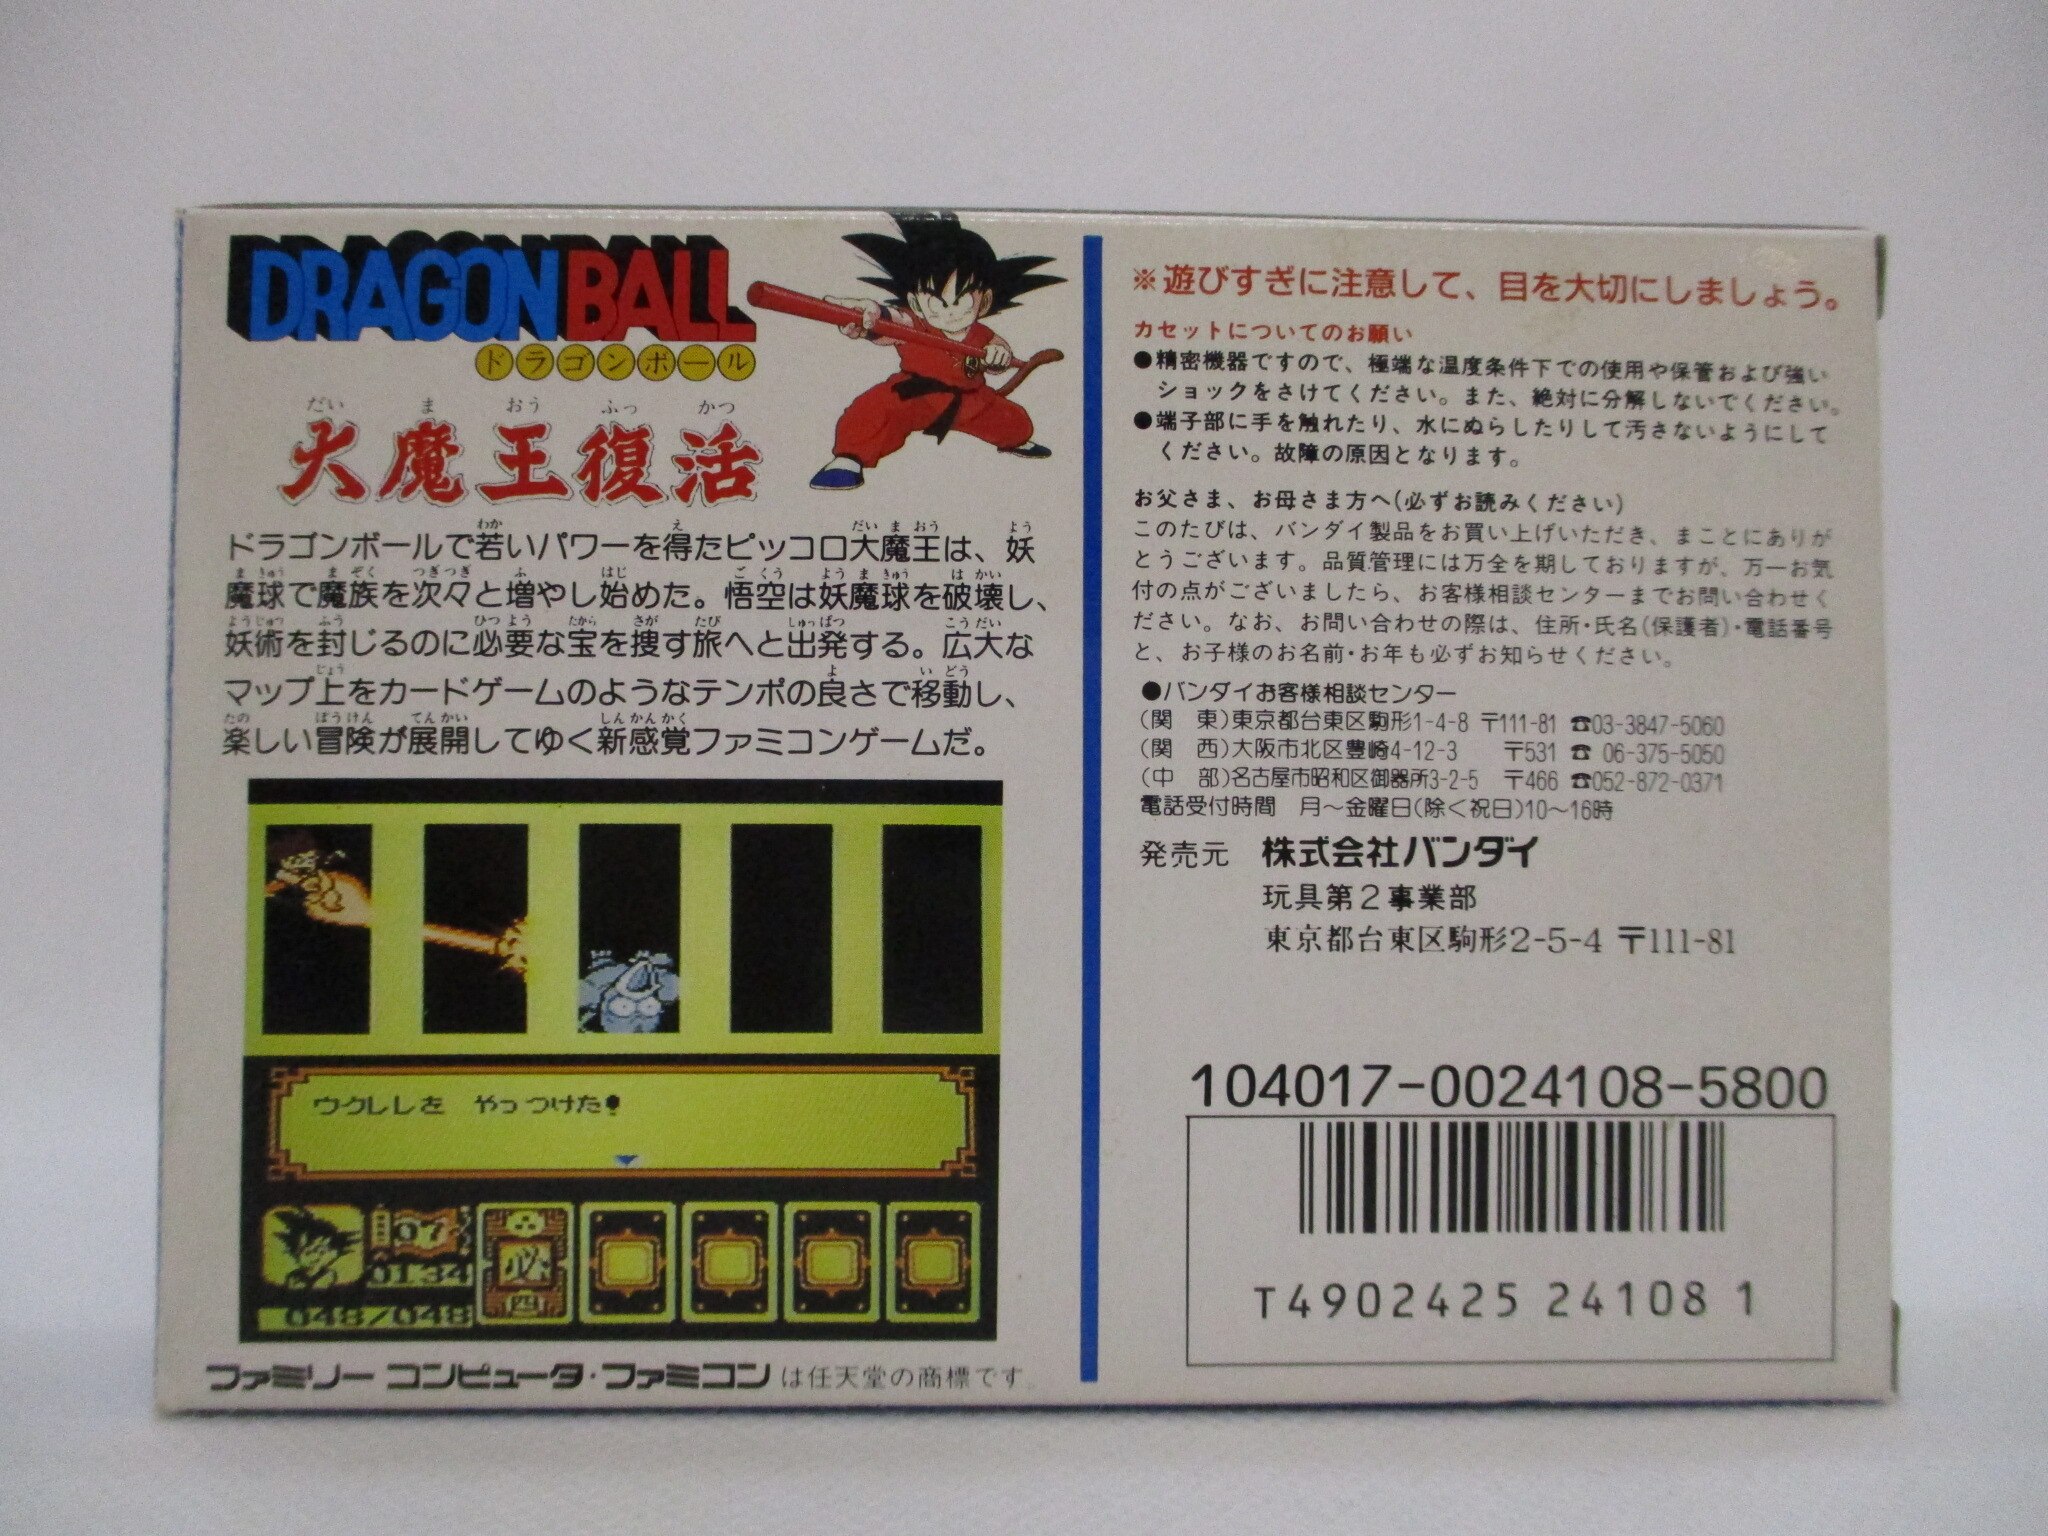 DRAGON BALL
ドラゴンボール
だい ま おう ふっ かつ
大魔王復活
ドラゴンボールで若いパワーを得たピッコロ大魔王は、妖
魔球で魔族を次々と増やし始めた。悟空は妖魔球を破壊し、
妖術を封じるのに必要な宝を捜す旅へと出発する。広大な
マップ上をカードゲームのようなテンポの良さで移動し、
楽しい冒険が展開してゆく新感覚ファミコンゲームだ。
ウクレレを やっつけた!
07
0134
048/048
必
四
ファミリー コンピュータ・ファミコンは任天堂の商標です。
※遊びすぎに注意して、目を大切にしましょう。
カセットについてのお願い
●精密機器ですので、極端な温度条件下での使用や保管および強い
ショックをさけてください。また、絶対に分解しないでください。
●端子部に手を触れたり、水にぬらしたりして汚さないようにして
ください。故障の原因となります。
お父さま、お母さま方へ(必ずお読みください)
このたびは、バンダイ製品をお買い上げいただき、まことにありが
とうございます。品質管理には万全を期しておりますが、万一お気
付の点がございましたら、お客様相談センターまでお問い合わせく
ださい。なお、お問い合わせの際は、住所・氏名(保護者)・電話番号
と、お子様のお名前・お年も必ずお知らせください。
●バンダイお客様相談センター
(関 東)東京都台東区駒形1-4-8 〒111-81 ☎03-3847-5060
(関 西)大阪市北区豊崎4-12-3 〒531 ☎ 06-375-5050
(中 部)名古屋市昭和区御器所3-2-5 〒466 ☎052-872-0371
電話受付時間 月～金曜日(除く祝日)10～16時
発売元 株式会社バンダイ
玩具第2事業部
東京都台東区駒形2-5-4 〒111-81
104017-0024108-5800
T4902425 24108 1